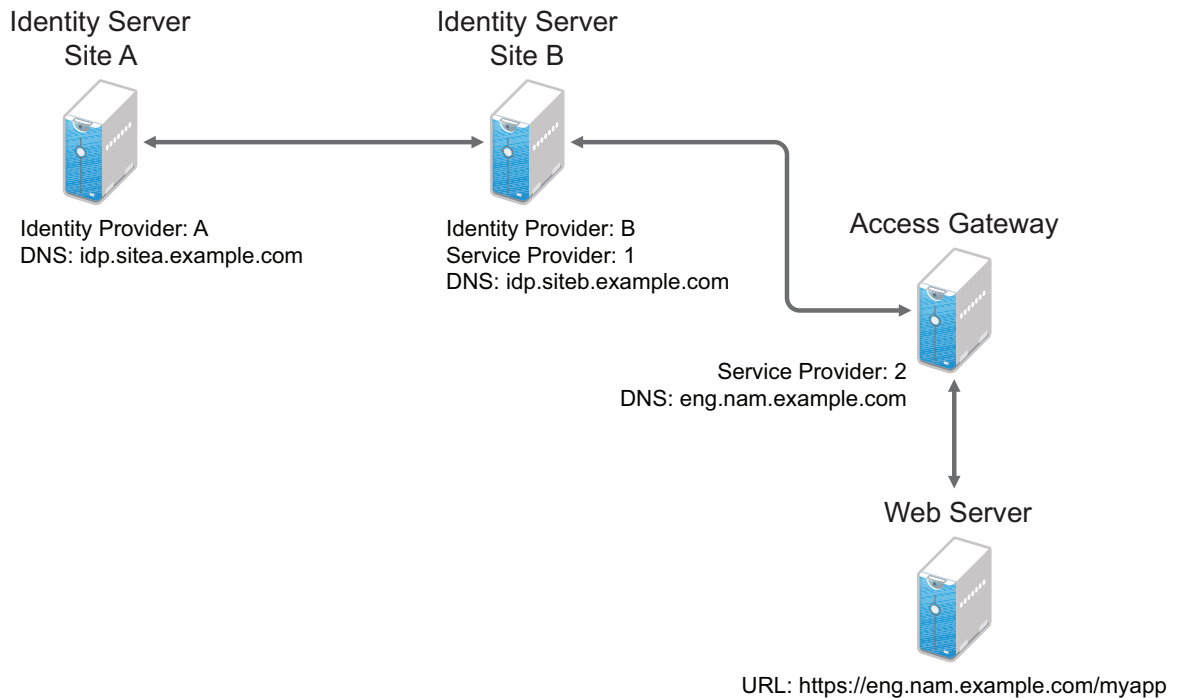 Identity Server
Site A
Identity Server
Site B
Identity Provider: A
DNS: idp.sitea.example.com
Identity Provider: B
Service Provider: 1
DNS: idp.siteb.example.com
Access Gateway
Service Provider: 2
DNS: eng.nam.example.com
Web Server
URL: https://eng.nam.example.com/myapp